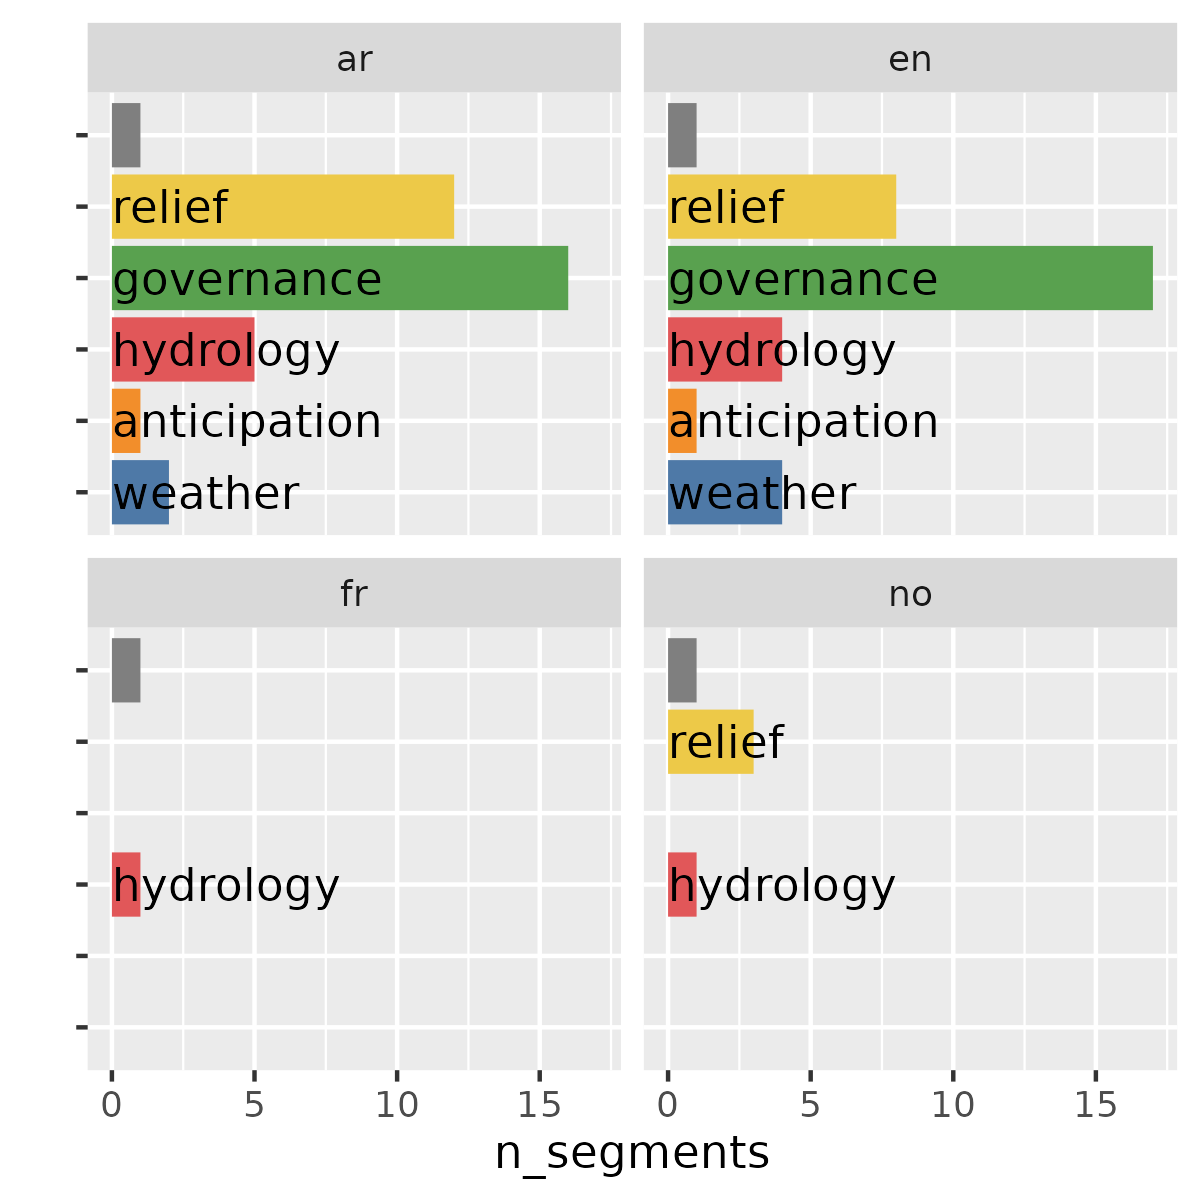 ar
relief
governance
hydrology
anticipation
weather
en
relief
governance
hydrology
anticipation
weather
fr
hydrology
no
relief
hydrology
0 5 10 15
0 5 10 15
n_segments